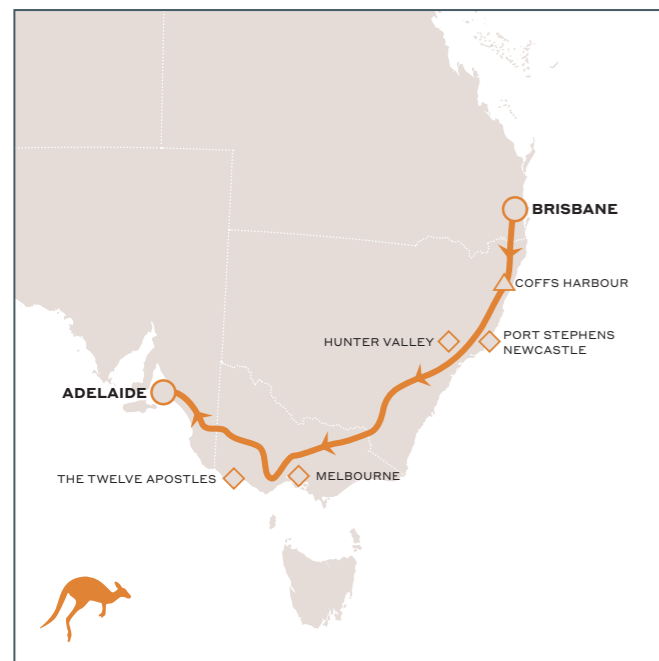 BRISBANE
COFFS HARBOUR
HUNTER VALLEY
PORT STEPHENS
NEWCASTLE
ADELAIDE
THE TWELVE APOSTLES
MELBOURNE